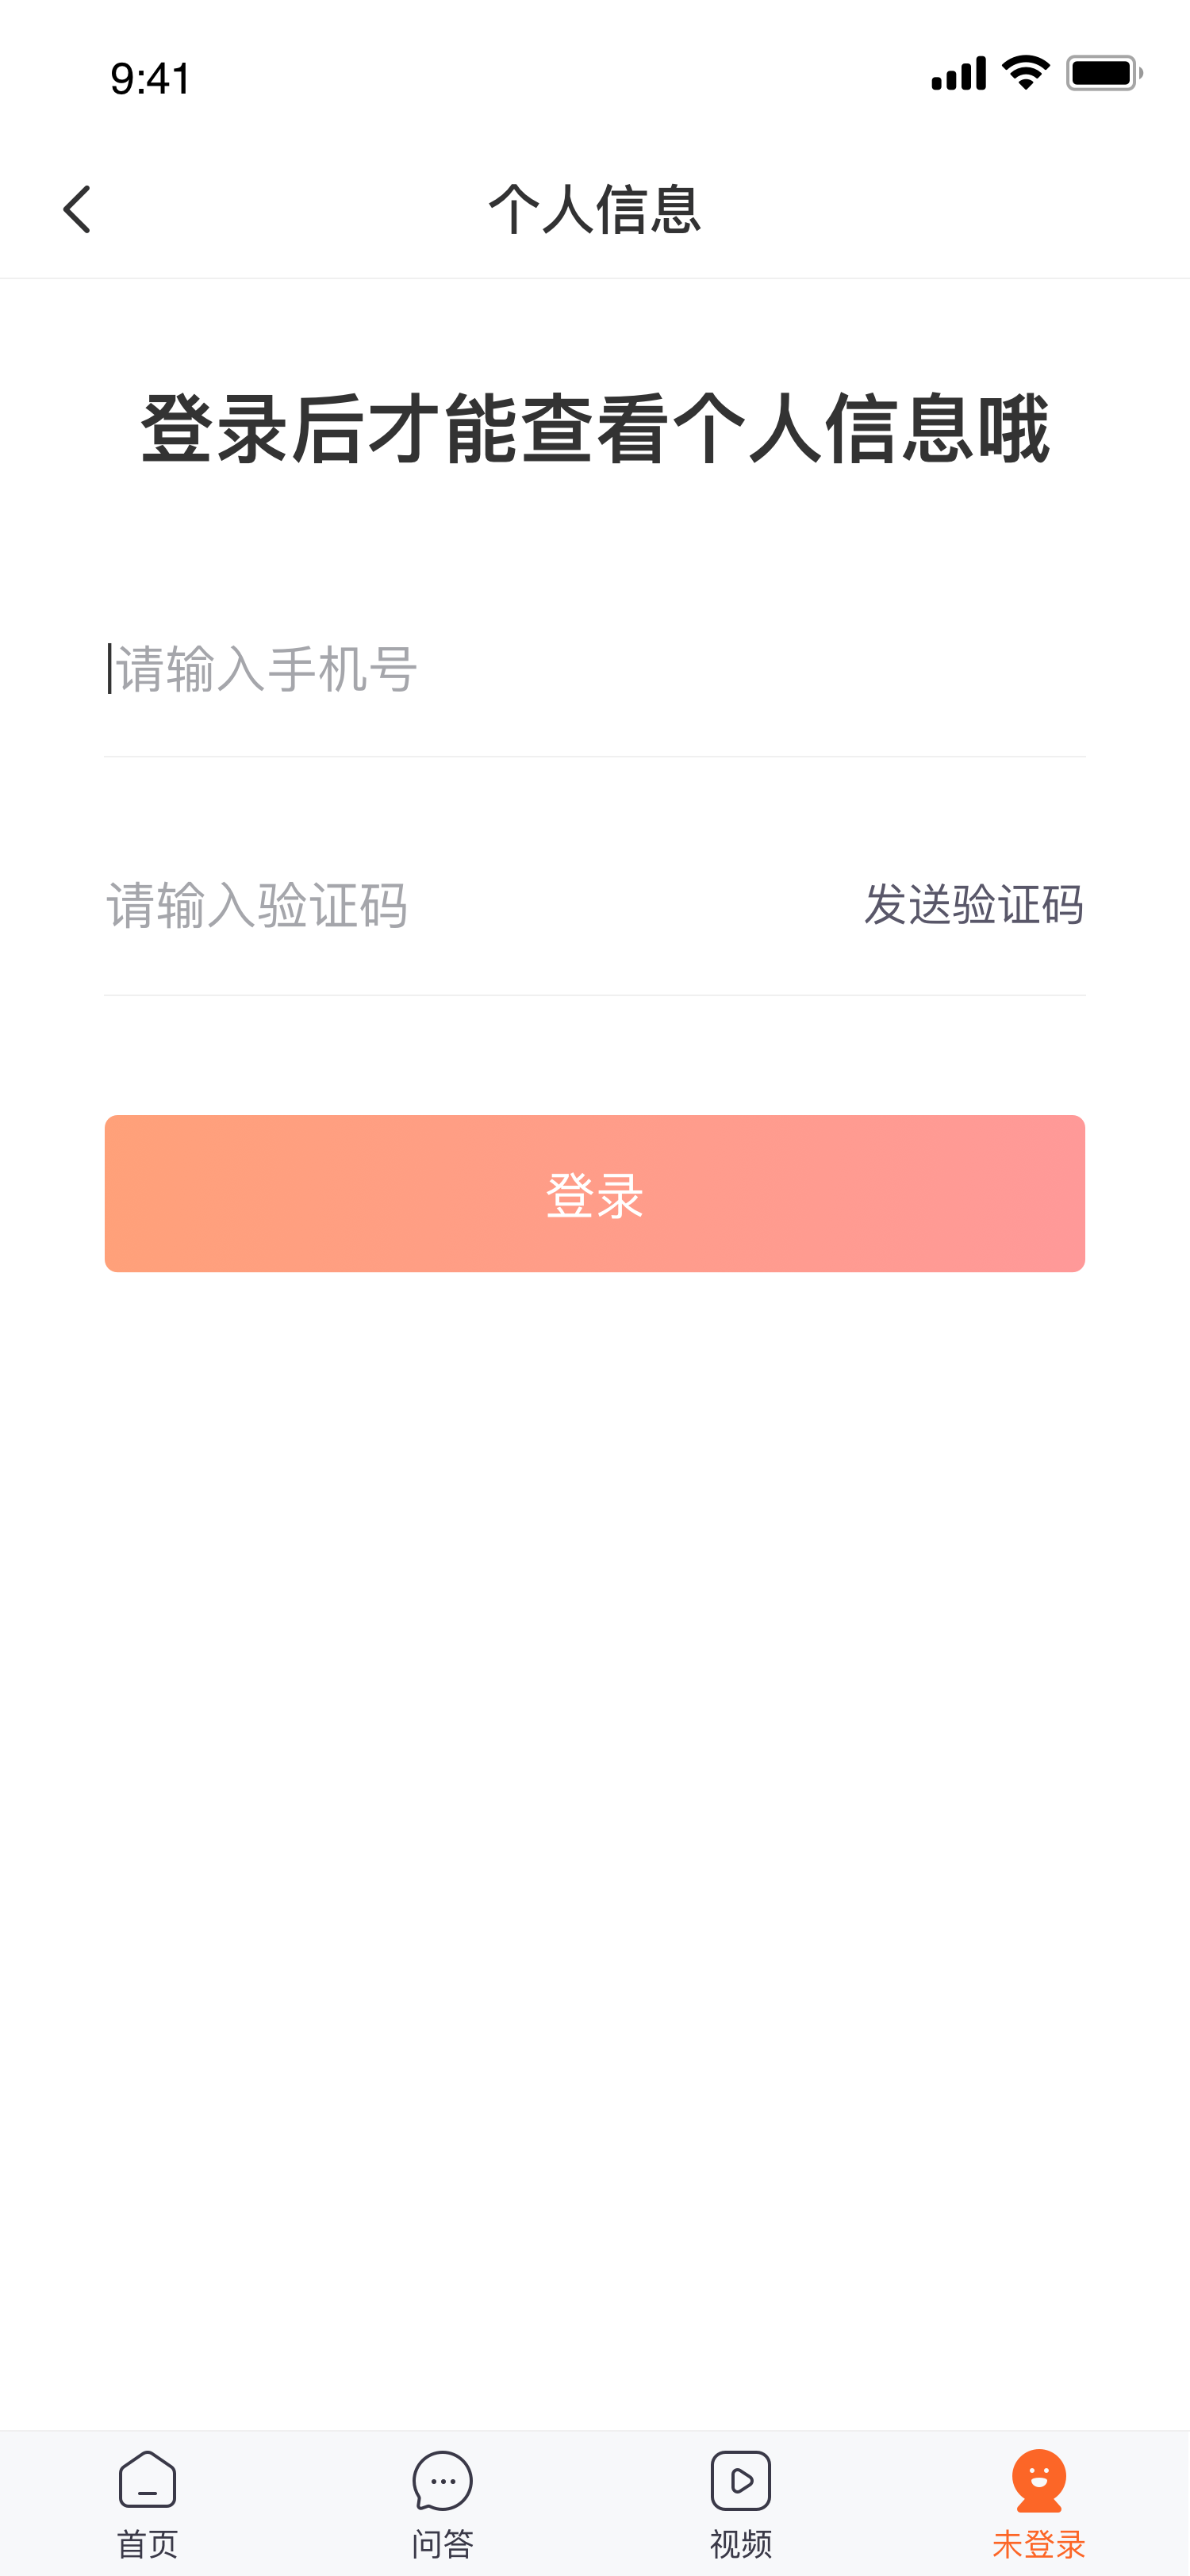 9:41
个人信息
登录后才能查看个人信息哦
请输入手机号
请输入验证码 发送验证码
登录
首页 问答 视频 未登录